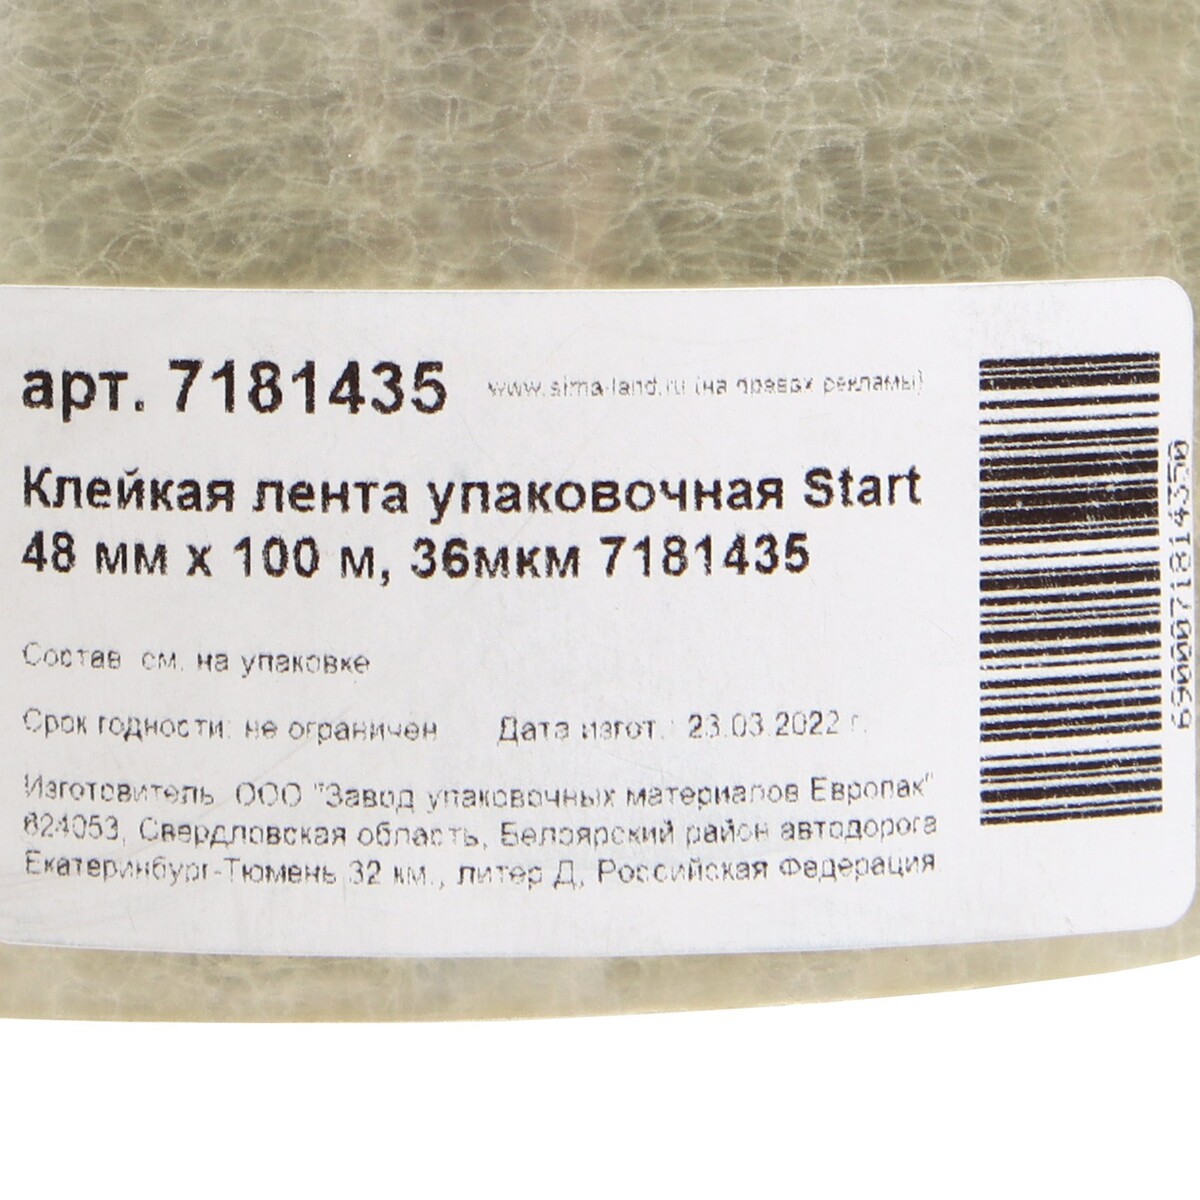 арт. 7181435 www.sima-land.ru (на правах рекламы)
Клейкая лента упаковочная Start
48 мм х 100 м, 36мкм 7181435
Состав: см. на упаковке
Срок годности: не ограничен Дата изгот.: 23.03.2022 г.
Изготовитель: ООО "Завод упаковочных материалов Европак"
624053, Свердловская область, Белоярский район автодорога
Екатеринбург-Тюмень 32 км., литер Д, Российская Федерация
6900071814350